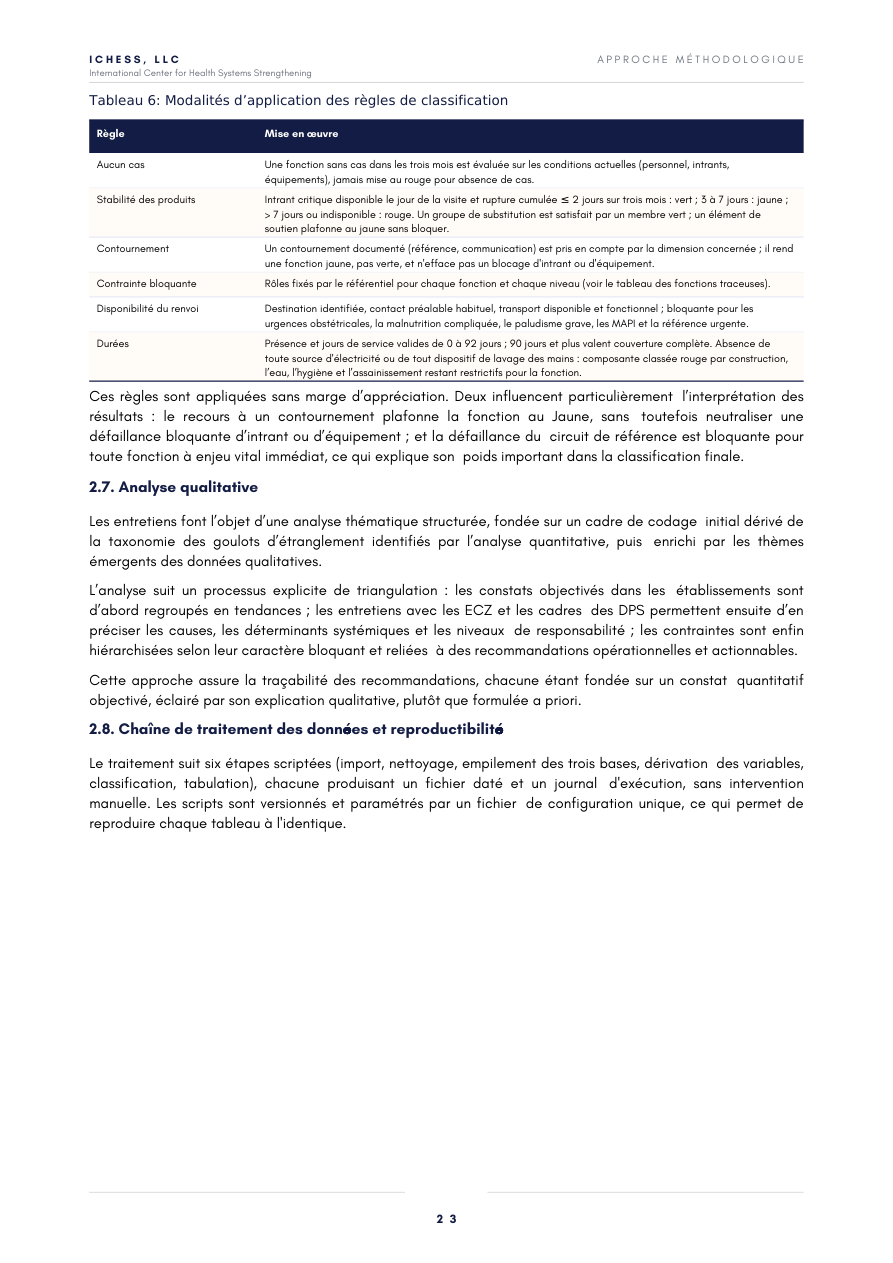 ICHESS, LLC
APPROCHE MÉTHODOLOGIQUE
International Center for Health Systems Strengthening
Tableau 6: Modalités d’application des règles de classification
Règle Mise en œuvre
Aucun cas Une fonction sans cas dans les trois mois est évaluée sur les conditions actuelles (personnel, intrants,
équipements), jamais mise au rouge pour absence de cas.
Stabilité des produits Intrant critique disponible le jour de la visite et rupture cumulée ≤ 2 jours sur trois mois : vert ; 3 à 7 jours : jaune ;
> 7 jours ou indisponible : rouge. Un groupe de substitution est satisfait par un membre vert ; un élément de
soutien plafonne au jaune sans bloquer.
Contournement Un contournement documenté (référence, communication) est pris en compte par la dimension concernée ; il rend
une fonction jaune, pas verte, et n'efface pas un blocage d'intrant ou d'équipement.
Contrainte bloquante Rôles fixés par le référentiel pour chaque fonction et chaque niveau (voir le tableau des fonctions traceuses).
Disponibilité du renvoi Destination identifiée, contact préalable habituel, transport disponible et fonctionnel ; bloquante pour les
urgences obstétricales, la malnutrition compliquée, le paludisme grave, les MAPI et la référence urgente.
Durées Présence et jours de service valides de 0 à 92 jours ; 90 jours et plus valent couverture complète. Absence de
toute source d'électricité ou de tout dispositif de lavage des mains : composante classée rouge par construction,
l’eau, l’hygiène et l’assainissement restant restrictifs pour la fonction.
Ces règles sont appliquées sans marge d’appréciation. Deux influencent particulièrement l’interprétation des
résultats : le recours à un contournement plafonne la fonction au Jaune, sans toutefois neutraliser une
défaillance bloquante d’intrant ou d’équipement ; et la défaillance du circuit de référence est bloquante pour
toute fonction à enjeu vital immédiat, ce qui explique son poids important dans la classification finale.
2.7. Analyse qualitative
Les entretiens font l’objet d’une analyse thématique structurée, fondée sur un cadre de codage initial dérivé de
la taxonomie des goulots d’étranglement identifiés par l’analyse quantitative, puis enrichi par les thèmes
émergents des données qualitatives.
L’analyse suit un processus explicite de triangulation : les constats objectivés dans les établissements sont
d’abord regroupés en tendances ; les entretiens avec les ECZ et les cadres des DPS permettent ensuite d’en
préciser les causes, les déterminants systémiques et les niveaux de responsabilité ; les contraintes sont enfin
hiérarchisées selon leur caractère bloquant et reliées à des recommandations opérationnelles et actionnables.
Cette approche assure la traçabilité des recommandations, chacune étant fondée sur un constat quantitatif
objectivé, éclairé par son explication qualitative, plutôt que formulée a priori.
2.8. Chaîne de traitement des données et reproductibilité
Le traitement suit six étapes scriptées (import, nettoyage, empilement des trois bases, dérivation des variables,
classification, tabulation), chacune produisant un fichier daté et un journal d'exécution, sans intervention
manuelle. Les scripts sont versionnés et paramétrés par un fichier de configuration unique, ce qui permet de
reproduire chaque tableau à l'identique.
23